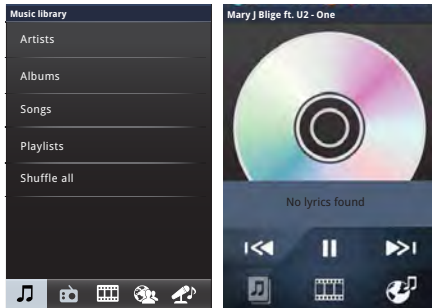 Music library
Artists
Albums
Songs
Playlists
Shuffle all
Mary J Blige ft. U2 - One
No lyrics found